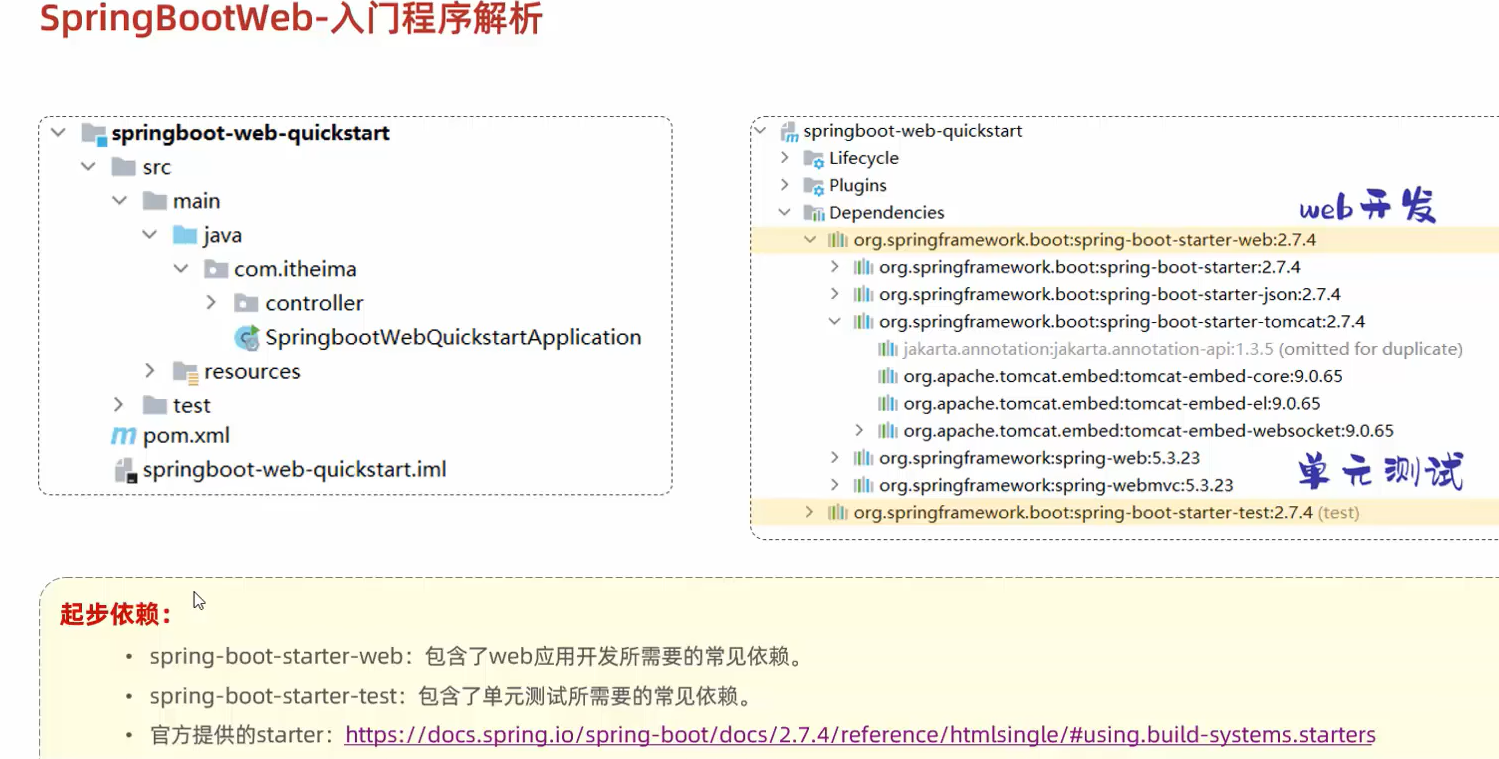 SpringBootWeb-入门程序解析
springboot-web-quickstart
src
main
java
com.itheima
controller
SpringbootWebQuickstartApplication
resources
test
pom.xml
springboot-web-quickstart.iml
springboot-web-quickstart
Lifecycle
Plugins
Dependencies
web开发
org.springframework.boot:spring-boot-starter-web:2.7.4
org.springframework.boot:spring-boot-starter:2.7.4
org.springframework.boot:spring-boot-starter-json:2.7.4
org.springframework.boot:spring-boot-starter-tomcat:2.7.4
jakarta.annotation:jakarta.annotation-api:1.3.5 (omitted for duplicate)
org.apache.tomcat.embed:tomcat-embed-core:9.0.65
org.apache.tomcat.embed:tomcat-embed-el:9.0.65
org.apache.tomcat.embed:tomcat-embed-websocket:9.0.65
org.springframework:spring-web:5.3.23
单元测试
org.springframework:spring-webmvc:5.3.23
org.springframework.boot:spring-boot-starter-test:2.7.4 (test)
起步依赖：
• spring-boot-starter-web：包含了web应用开发所需要的常见依赖。
• spring-boot-starter-test：包含了单元测试所需要的常见依赖。
• 官方提供的starter：https://docs.spring.io/spring-boot/docs/2.7.4/reference/htmlsingle/#using.build-systems.starters